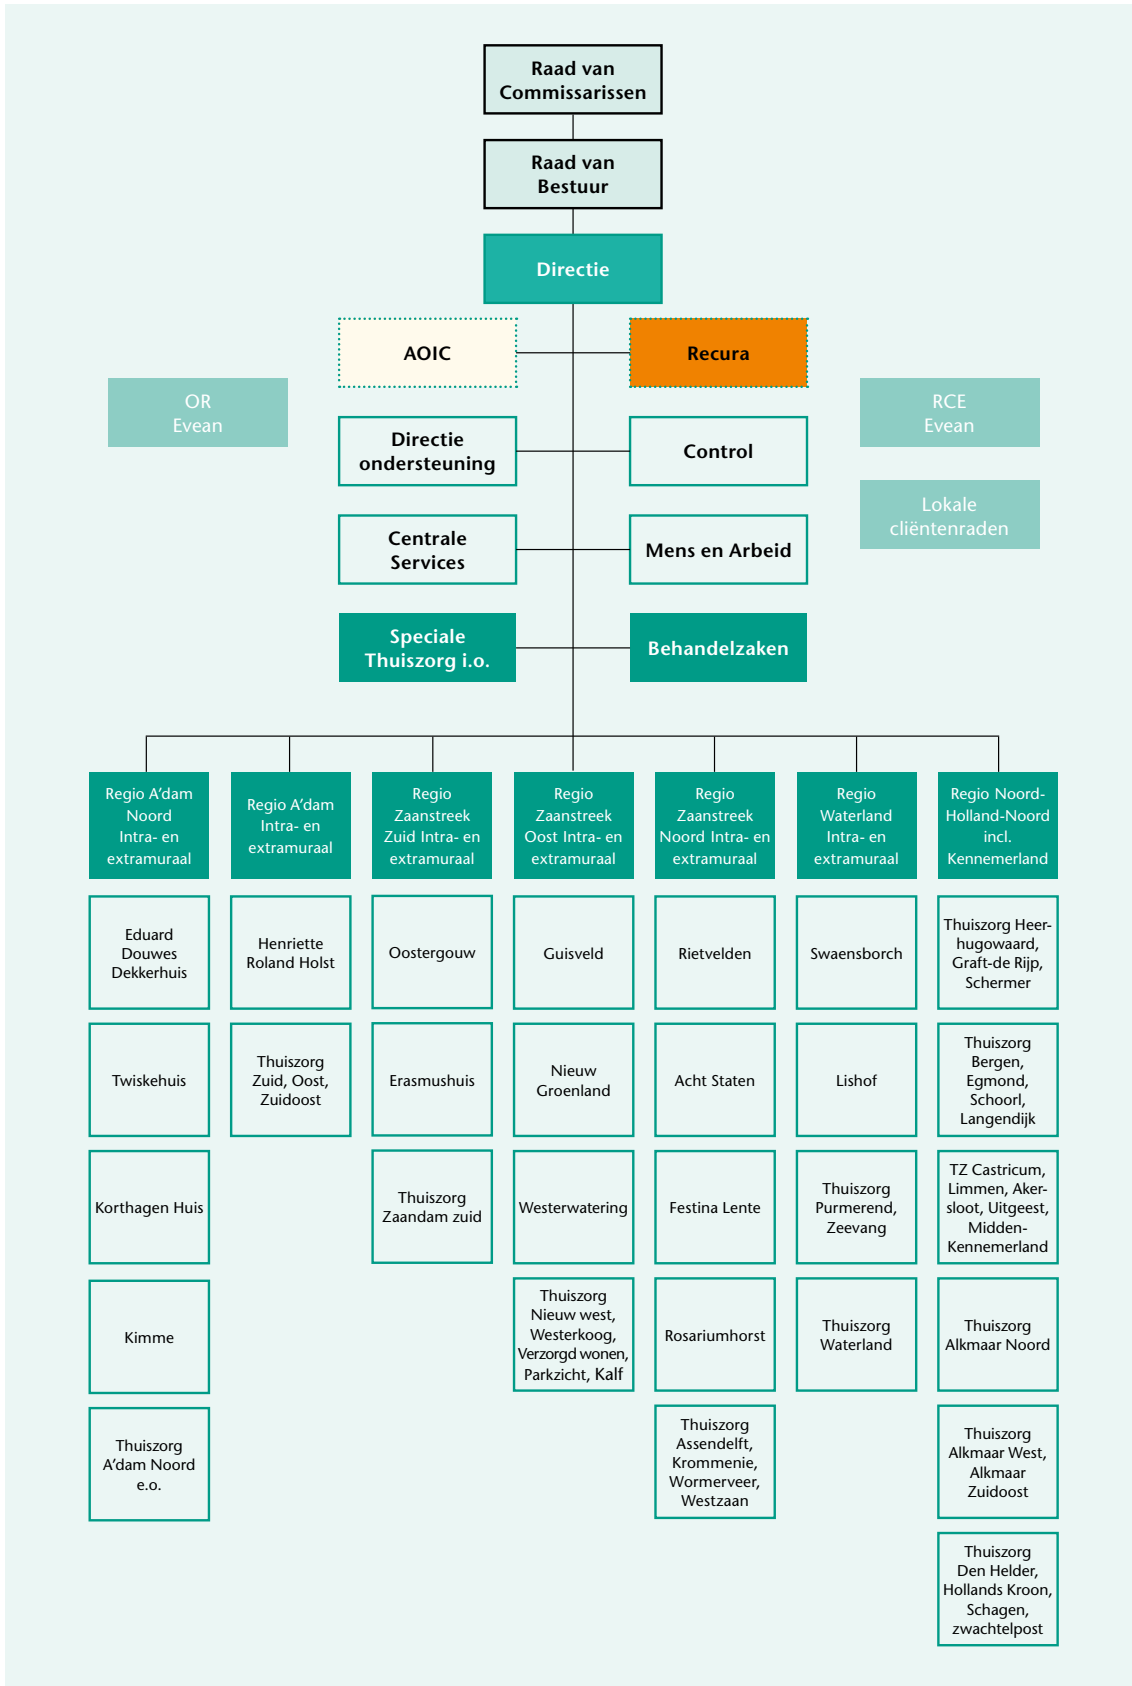 Raad van
Commissarissen
Raad van
Bestuur
Directie
AOIC
Recura
OR
Evean
RCE
Evean
Directie
ondersteuning
Control
Lokale
cliëntenraden
Centrale
Services
Mens en Arbeid
Speciale
Thuiszorg i.o.
Behandelzaken
Regio A'dam
Noord
Intra- en
extramuraal
Regio A'dam
Intra- en
extramuraal
Regio
Zaanstreek
Zuid Intra- en
extramuraal
Regio
Zaanstreek
Oost Intra- en
extramuraal
Regio
Zaanstreek
Noord Intra- en
extramuraal
Regio
Waterland
Intra- en
extramuraal
Regio Noord-
Holland-Noord
incl.
Kennemerland
Eduard
Douwes
Dekkerhuis
Henriette
Roland Holst
Oostergouw
Guisveld
Rietvelden
Swaensborch
Thuiszorg Heer-
hugowaard,
Graft-de Rijp,
Schermer
Twiskehuis
Thuiszorg
Zuid, Oost,
Zuidoost
Erasmushuis
Nieuw
Groenland
Acht Staten
Lishof
Thuiszorg
Bergen,
Egmond,
Schoorl,
Langendijk
Korthagen Huis
Thuiszorg
Zaandam zuid
Westerwatering
Festina Lente
Thuiszorg
Purmerend,
Zeevang
TZ Castricum,
Limmen, Aker-
sloot, Uitgeest,
Midden-
Kennemerland
Kimme
Thuiszorg
Nieuw west,
Westerkoog,
Verzorgd wonen,
Parkzicht, Kalf
Rosariumhorst
Thuiszorg
Waterland
Thuiszorg
Alkmaar Noord
Thuiszorg
A'dam Noord
e.o.
Thuiszorg
Assendelft,
Krommenie,
Wormerveer,
Westzaan
Thuiszorg
Alkmaar West,
Alkmaar
Zuidoost
Thuiszorg
Den Helder,
Hollands Kroon,
Schagen,
zwachtelpost